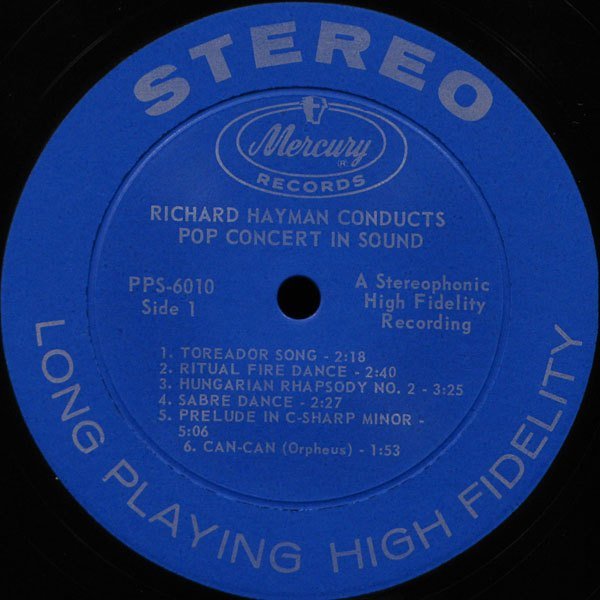 STEREO
Mercury
(R)
RECORDS
RICHARD HAYMAN CONDUCTS
POP CONCERT IN SOUND
PPS-6010
Side 1
A Stereophonic
High Fidelity
Recording
1. TOREADOR SONG - 2:18
2. RITUAL FIRE DANCE - 2:40
3. HUNGARIAN RHAPSODY NO. 2 - 3:25
4. SABRE DANCE - 2:27
5. PRELUDE IN C-SHARP MINOR -
5:06
6. CAN-CAN (Orpheus) - 1:53
LONG PLAYING HIGH FIDELITY